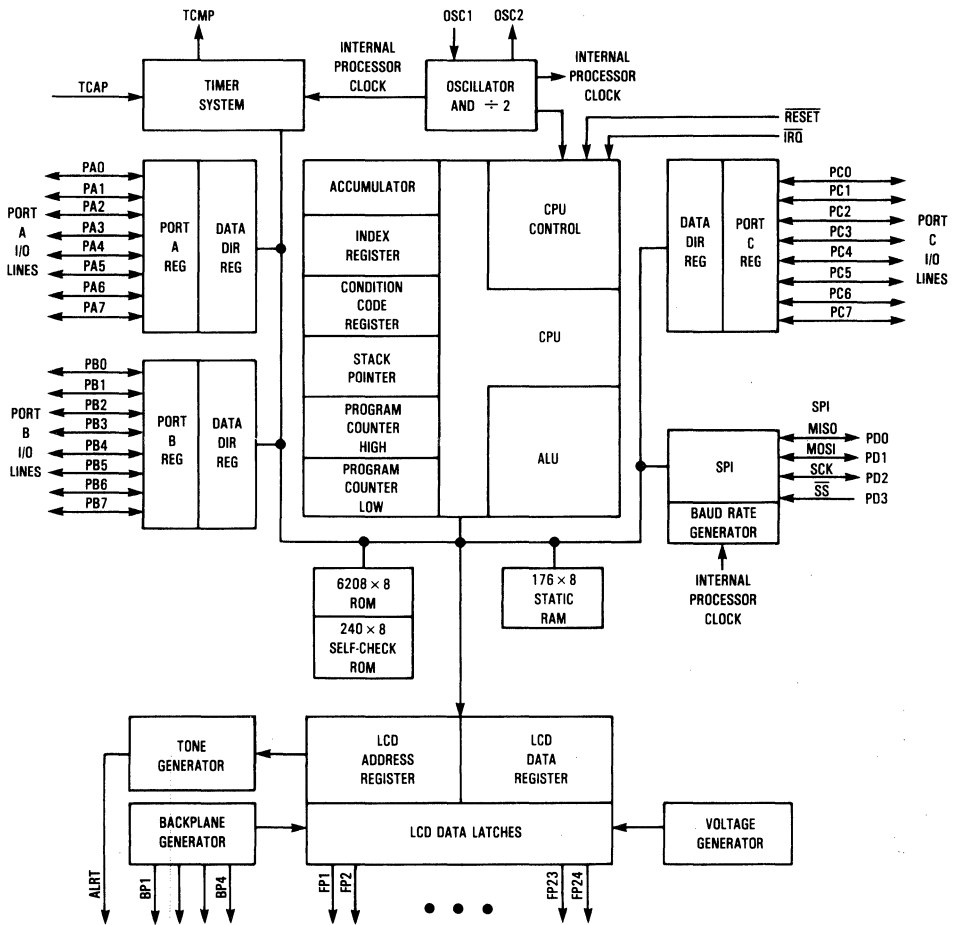 TCMP
OSC1
OSC2
INTERNAL
PROCESSOR
CLOCK
INTERNAL
PROCESSOR
CLOCK
TCAP
TIMER
SYSTEM
OSCILLATOR
AND ÷ 2
RESET
IRQ
PORT
A
I/O
LINES
PA0
PA1
PA2
PA3
PA4
PA5
PA6
PA7
PORT
A
REG
DATA
DIR
REG
ACCUMULATOR
INDEX
REGISTER
CONDITION
CODE
REGISTER
STACK
POINTER
PROGRAM
COUNTER
HIGH
PROGRAM
COUNTER
LOW
CPU
CONTROL
CPU
ALU
DATA
DIR
REG
PORT
C
REG
PC0
PC1
PC2
PC3
PC4
PC5
PC6
PC7
PORT
C
I/O
LINES
PORT
B
I/O
LINES
PB0
PB1
PB2
PB3
PB4
PB5
PB6
PB7
PORT
B
REG
DATA
DIR
REG
SPI
BAUD RATE
GENERATOR
SPI
MISO PD0
MOSI PD1
SCK PD2
SS PD3
INTERNAL
PROCESSOR
CLOCK
6208 × 8
ROM
240 × 8
SELF-CHECK
ROM
176 × 8
STATIC
RAM
TONE
GENERATOR
LCD
ADDRESS
REGISTER
LCD
DATA
REGISTER
BACKPLANE
GENERATOR
LCD DATA LATCHES
VOLTAGE
GENERATOR
ALRT
BP1
BP4
FP1
FP2
• • •
FP23
FP24